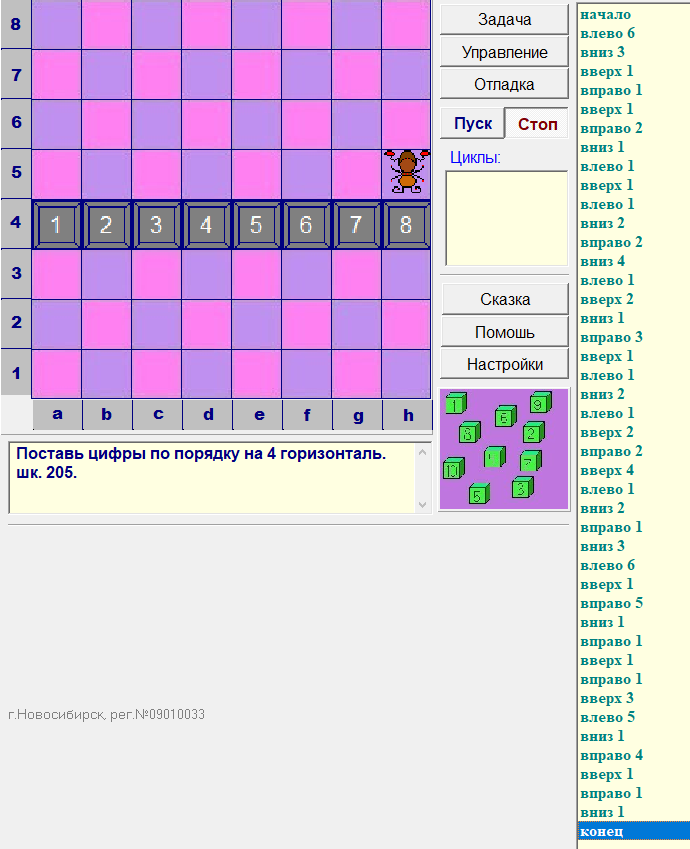 8
7
6
5
4 1 2 3 4 5 6 7 8
3
2
1
a b c d e f g h
Поставь цифры по порядку на 4 горизонталь.
шк. 205.
г.Новосибирск, рег.№09010033
Задача
Управление
Отладка
Пуск Стоп
Циклы:
Сказка
Помошь
Настройки
1 9
6
8 2
4
10 7
5 3
начало
влево 6
вниз 3
вверх 1
вправо 1
вверх 1
вправо 2
вниз 1
влево 1
вверх 1
влево 1
вниз 2
вправо 2
вниз 4
влево 1
вверх 2
вниз 1
вправо 3
вверх 1
влево 1
вниз 2
влево 1
вверх 2
вправо 2
вверх 4
влево 1
вниз 2
вправо 1
вниз 3
влево 6
вверх 1
вправо 5
вниз 1
вправо 1
вверх 1
вправо 1
вверх 3
влево 5
вниз 1
вправо 4
вверх 1
вправо 1
вниз 1
конец